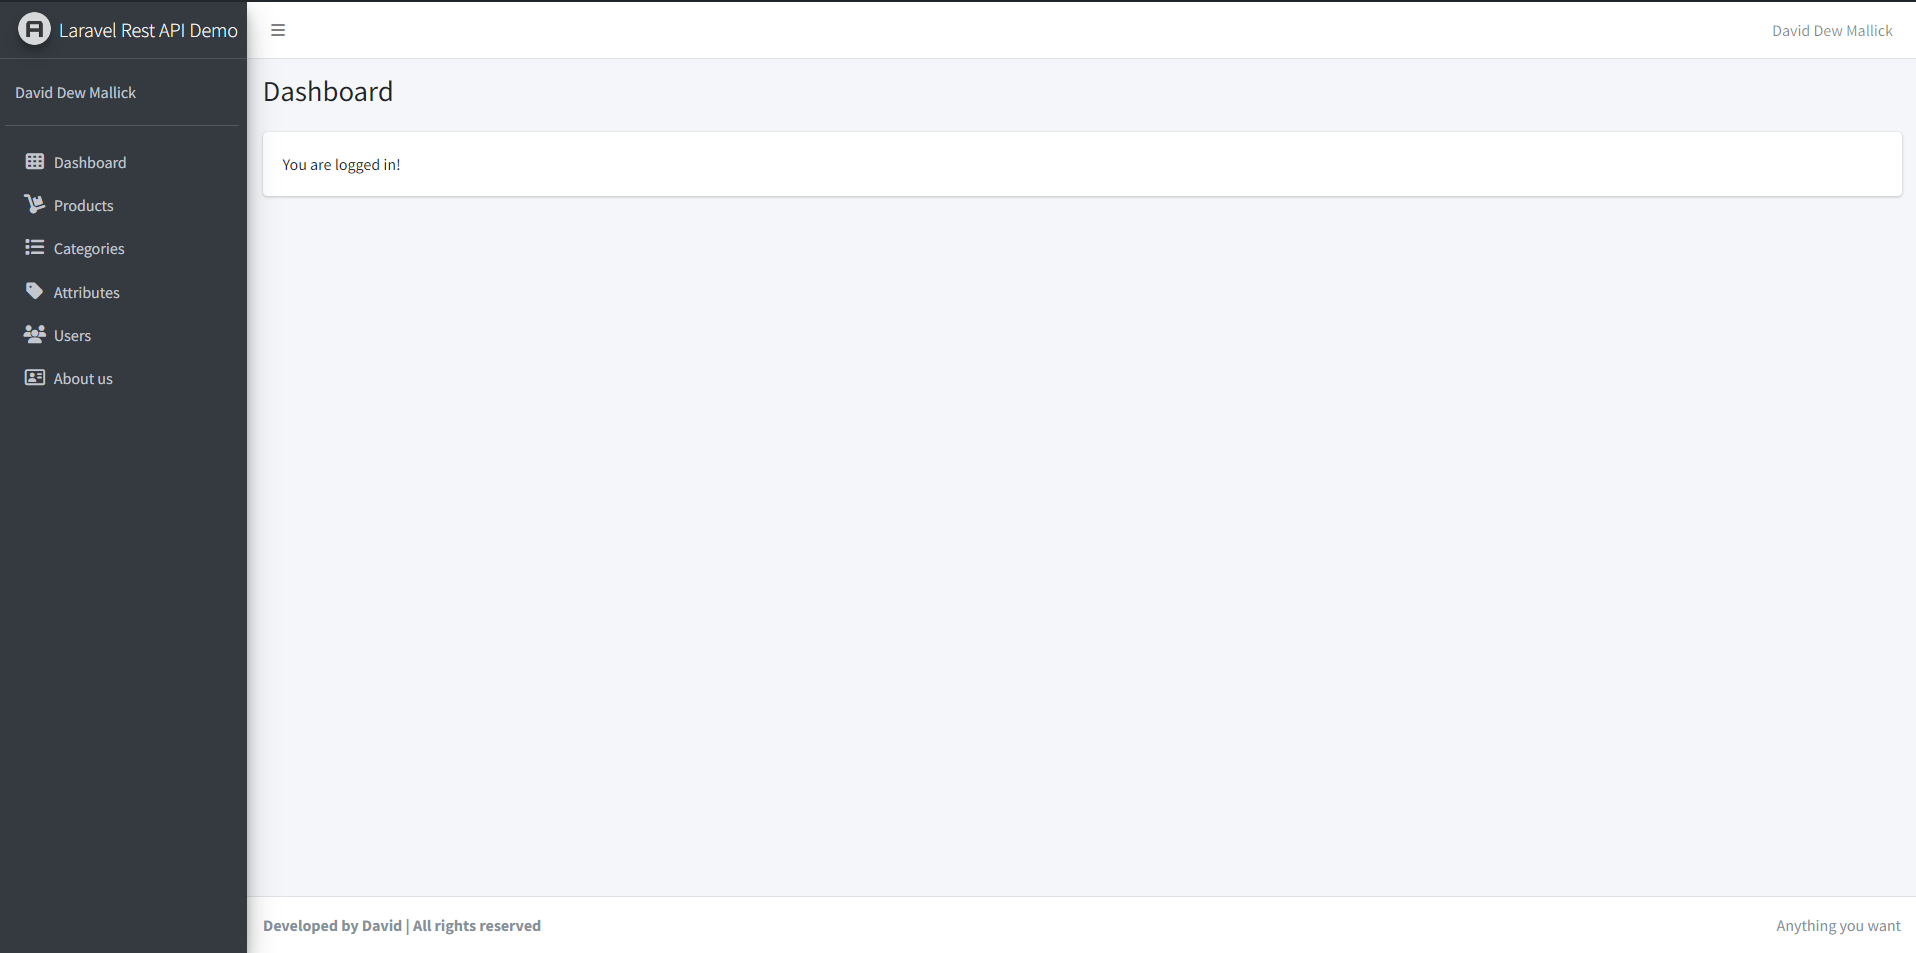 Laravel Rest API Demo
David Dew Mallick
David Dew Mallick
Dashboard
Products
Categories
Attributes
Users
About us
Dashboard
You are logged in!
Developed by David | All rights reserved
Anything you want